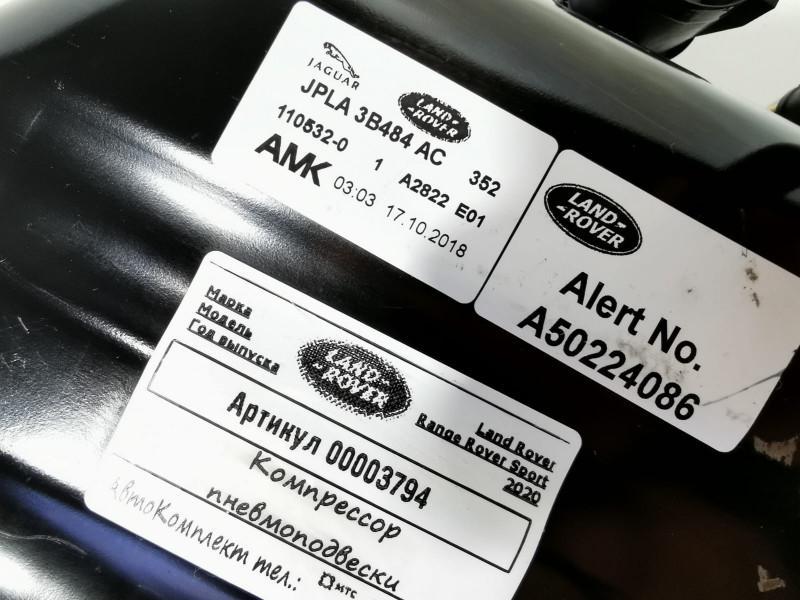 JAGUAR
LAND ROVER
JPLA 3B484 AC 352
110532-0 1 A2822 E01
AMK 03:03 17.10.2018
LAND ROVER
Alert No.
A50224086
Марка
Модель
Год выпуска
LAND ROVER
Land Rover
Range Rover Sport
2020
Артикул 00003794
Компрессор
пневмоподвески
АвтоКомплект тел.: МТС